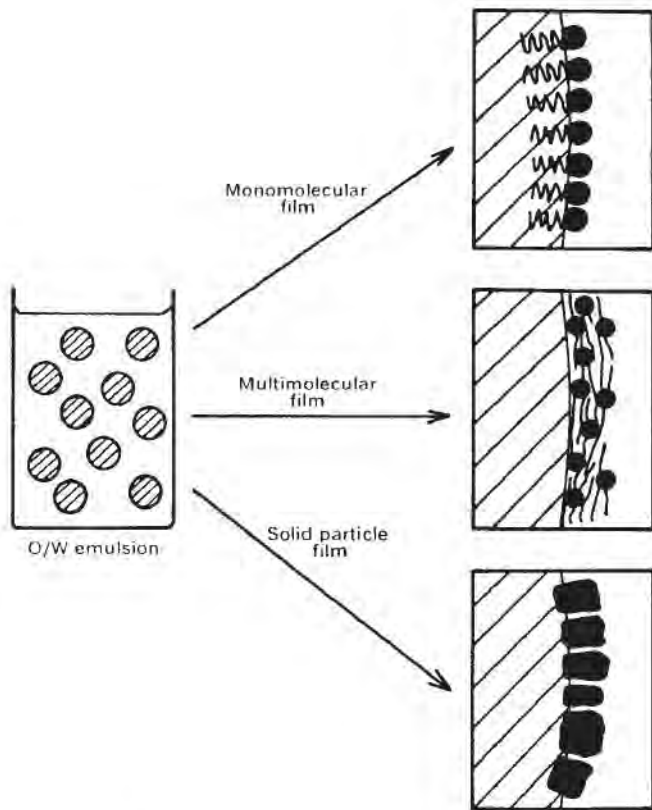 Monomolecular
film
Multimolecular
film
Solid particle
film
O/W emulsion